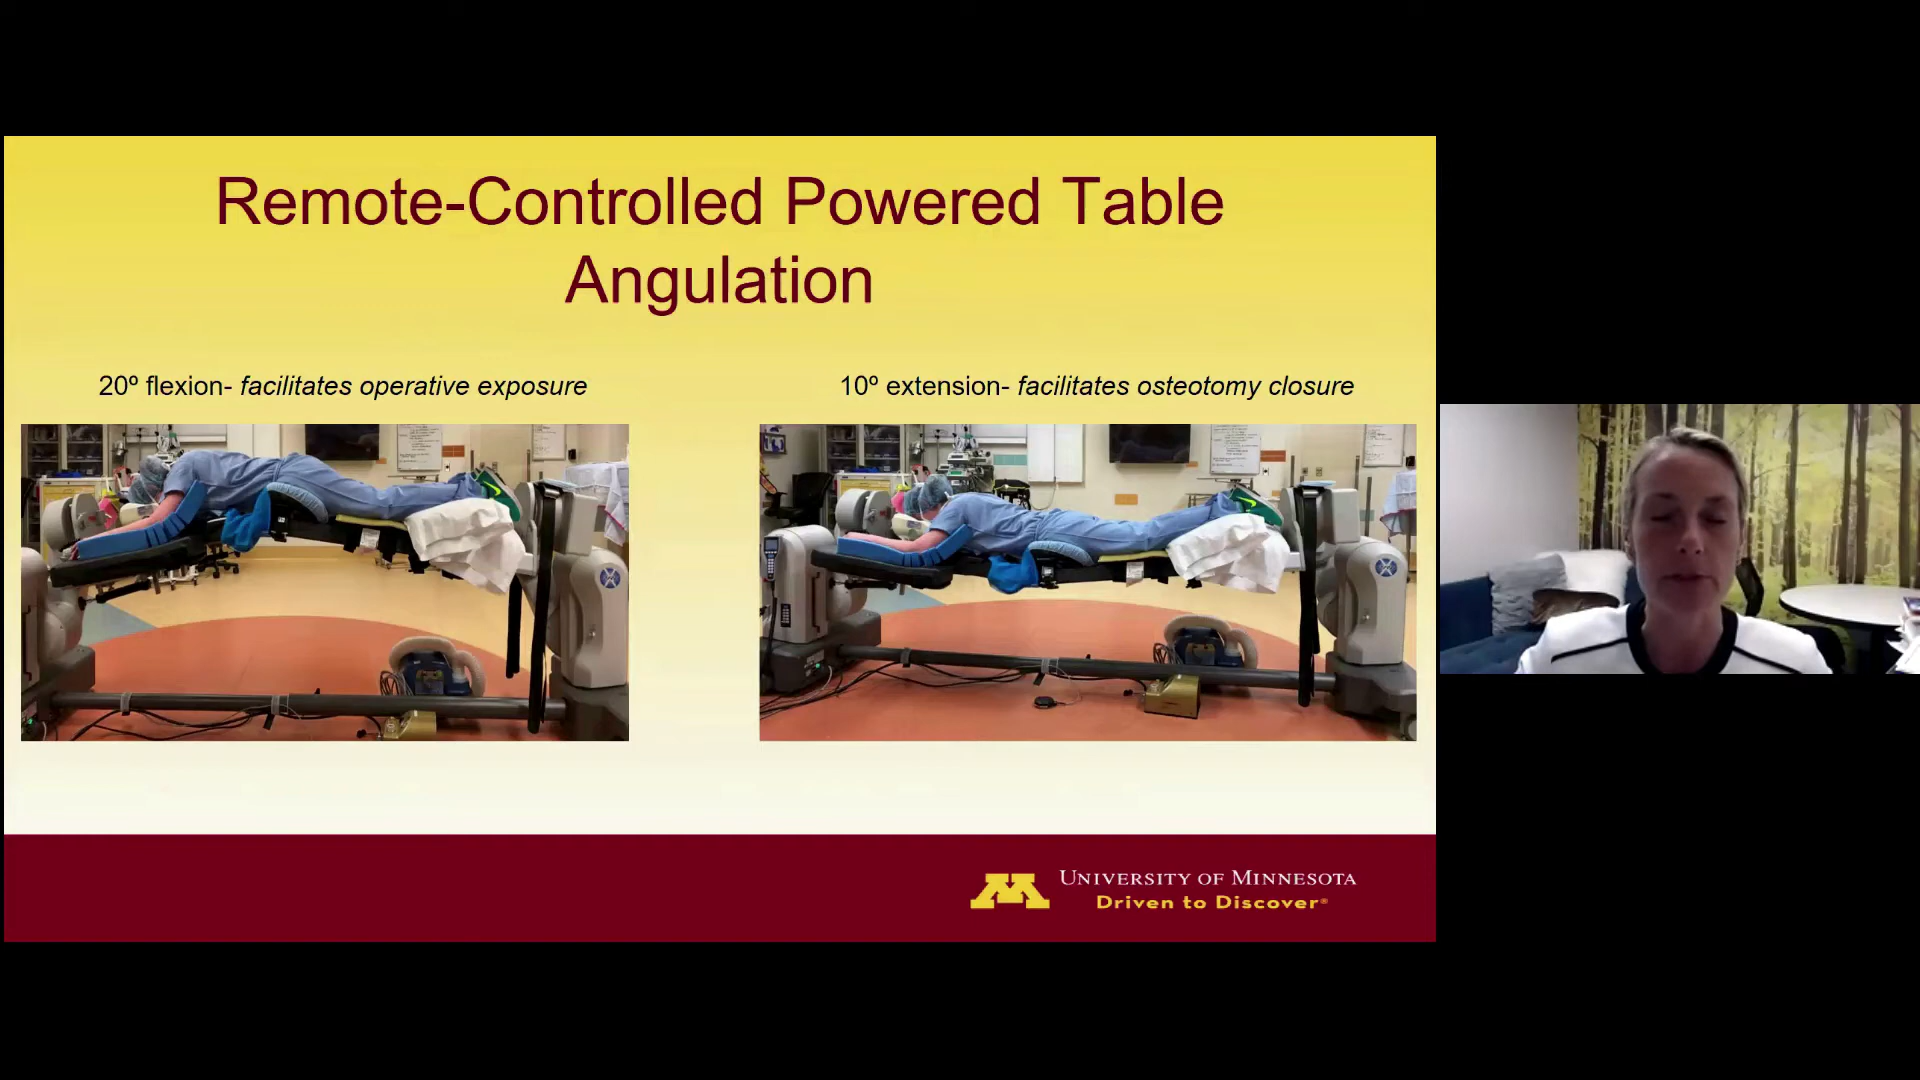 Remote-Controlled Powered Table
Angulation
20º flexion- facilitates operative exposure
10º extension- facilitates osteotomy closure
UNIVERSITY OF MINNESOTA
Driven to Discover®